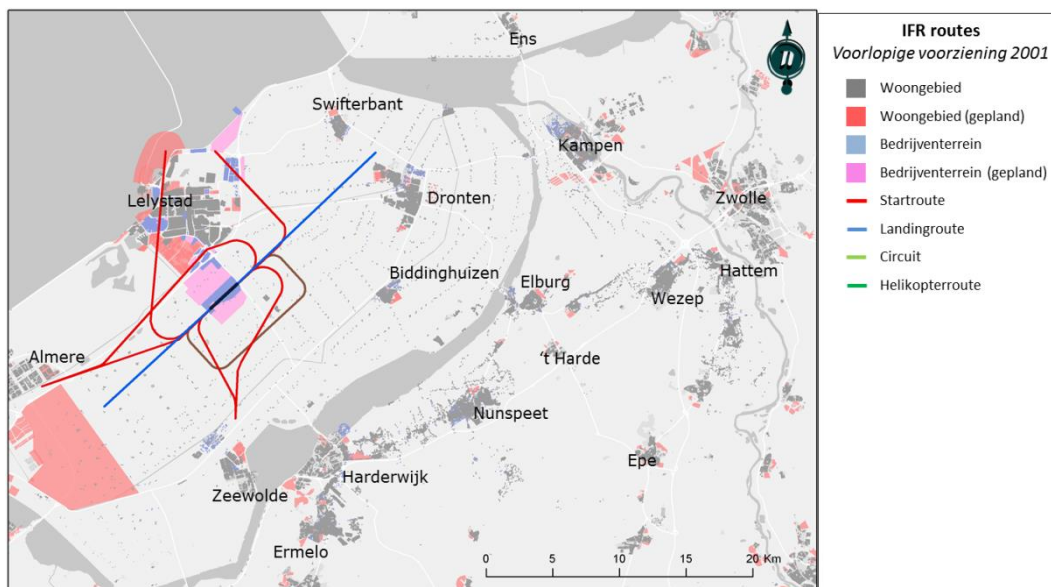 Ens
Swifterbant
Kampen
Lelystad
Dronten
Zwolle
Biddinghuizen
Elburg
Hattem
Wezep
Almere
't Harde
Nunspeet
Epe
Harderwijk
Zeewolde
Ermelo
0 5 10 15 20 Km
n
IFR routes
Voorlopige voorziening 2001
Woongebied
Woongebied (gepland)
Bedrijventerrein
Bedrijventerrein (gepland)
Startroute
Landingroute
Circuit
Helikopterroute